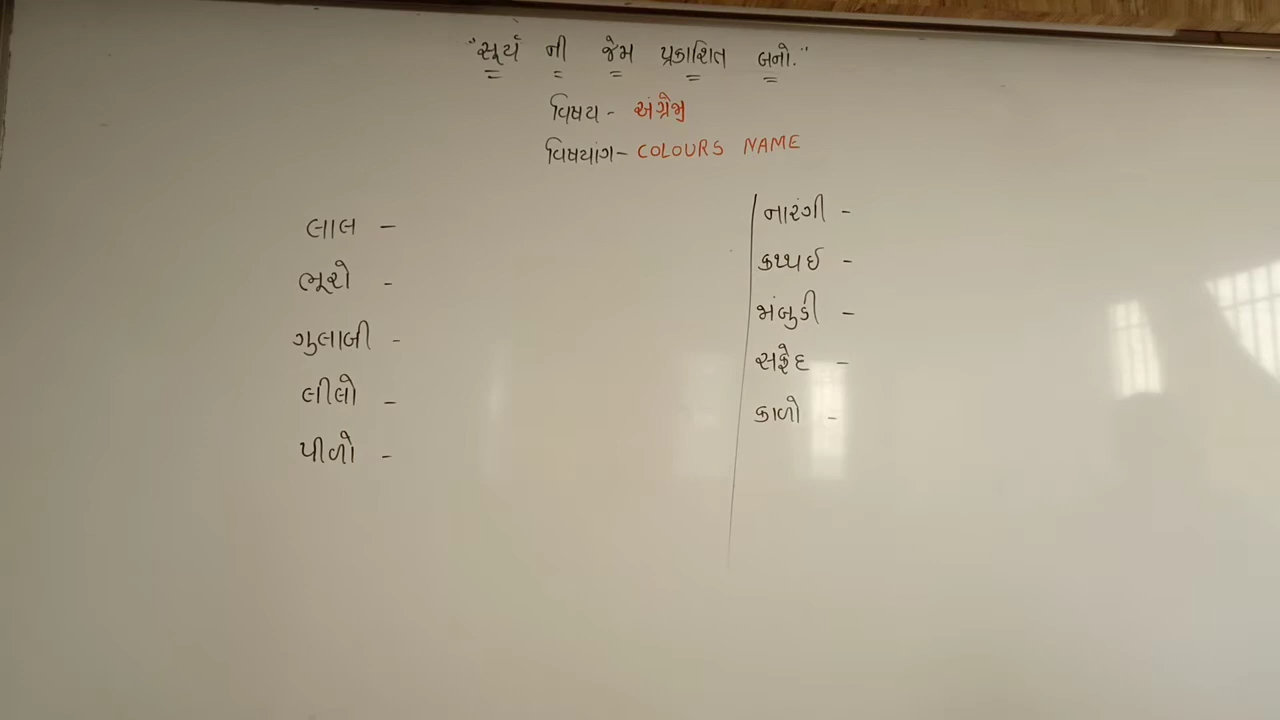 "સૂર્ય ની જેમ પ્રકાશિત બનો."
વિષય - અંગ્રેજી
વિષયાંગ - COLOURS NAME
લાલ -
ભૂરો -
ગુલાબી -
લીલો -
પીળો -
નારંગી -
કથ્થઈ -
જાંબુડી -
સફેદ -
કાળો -